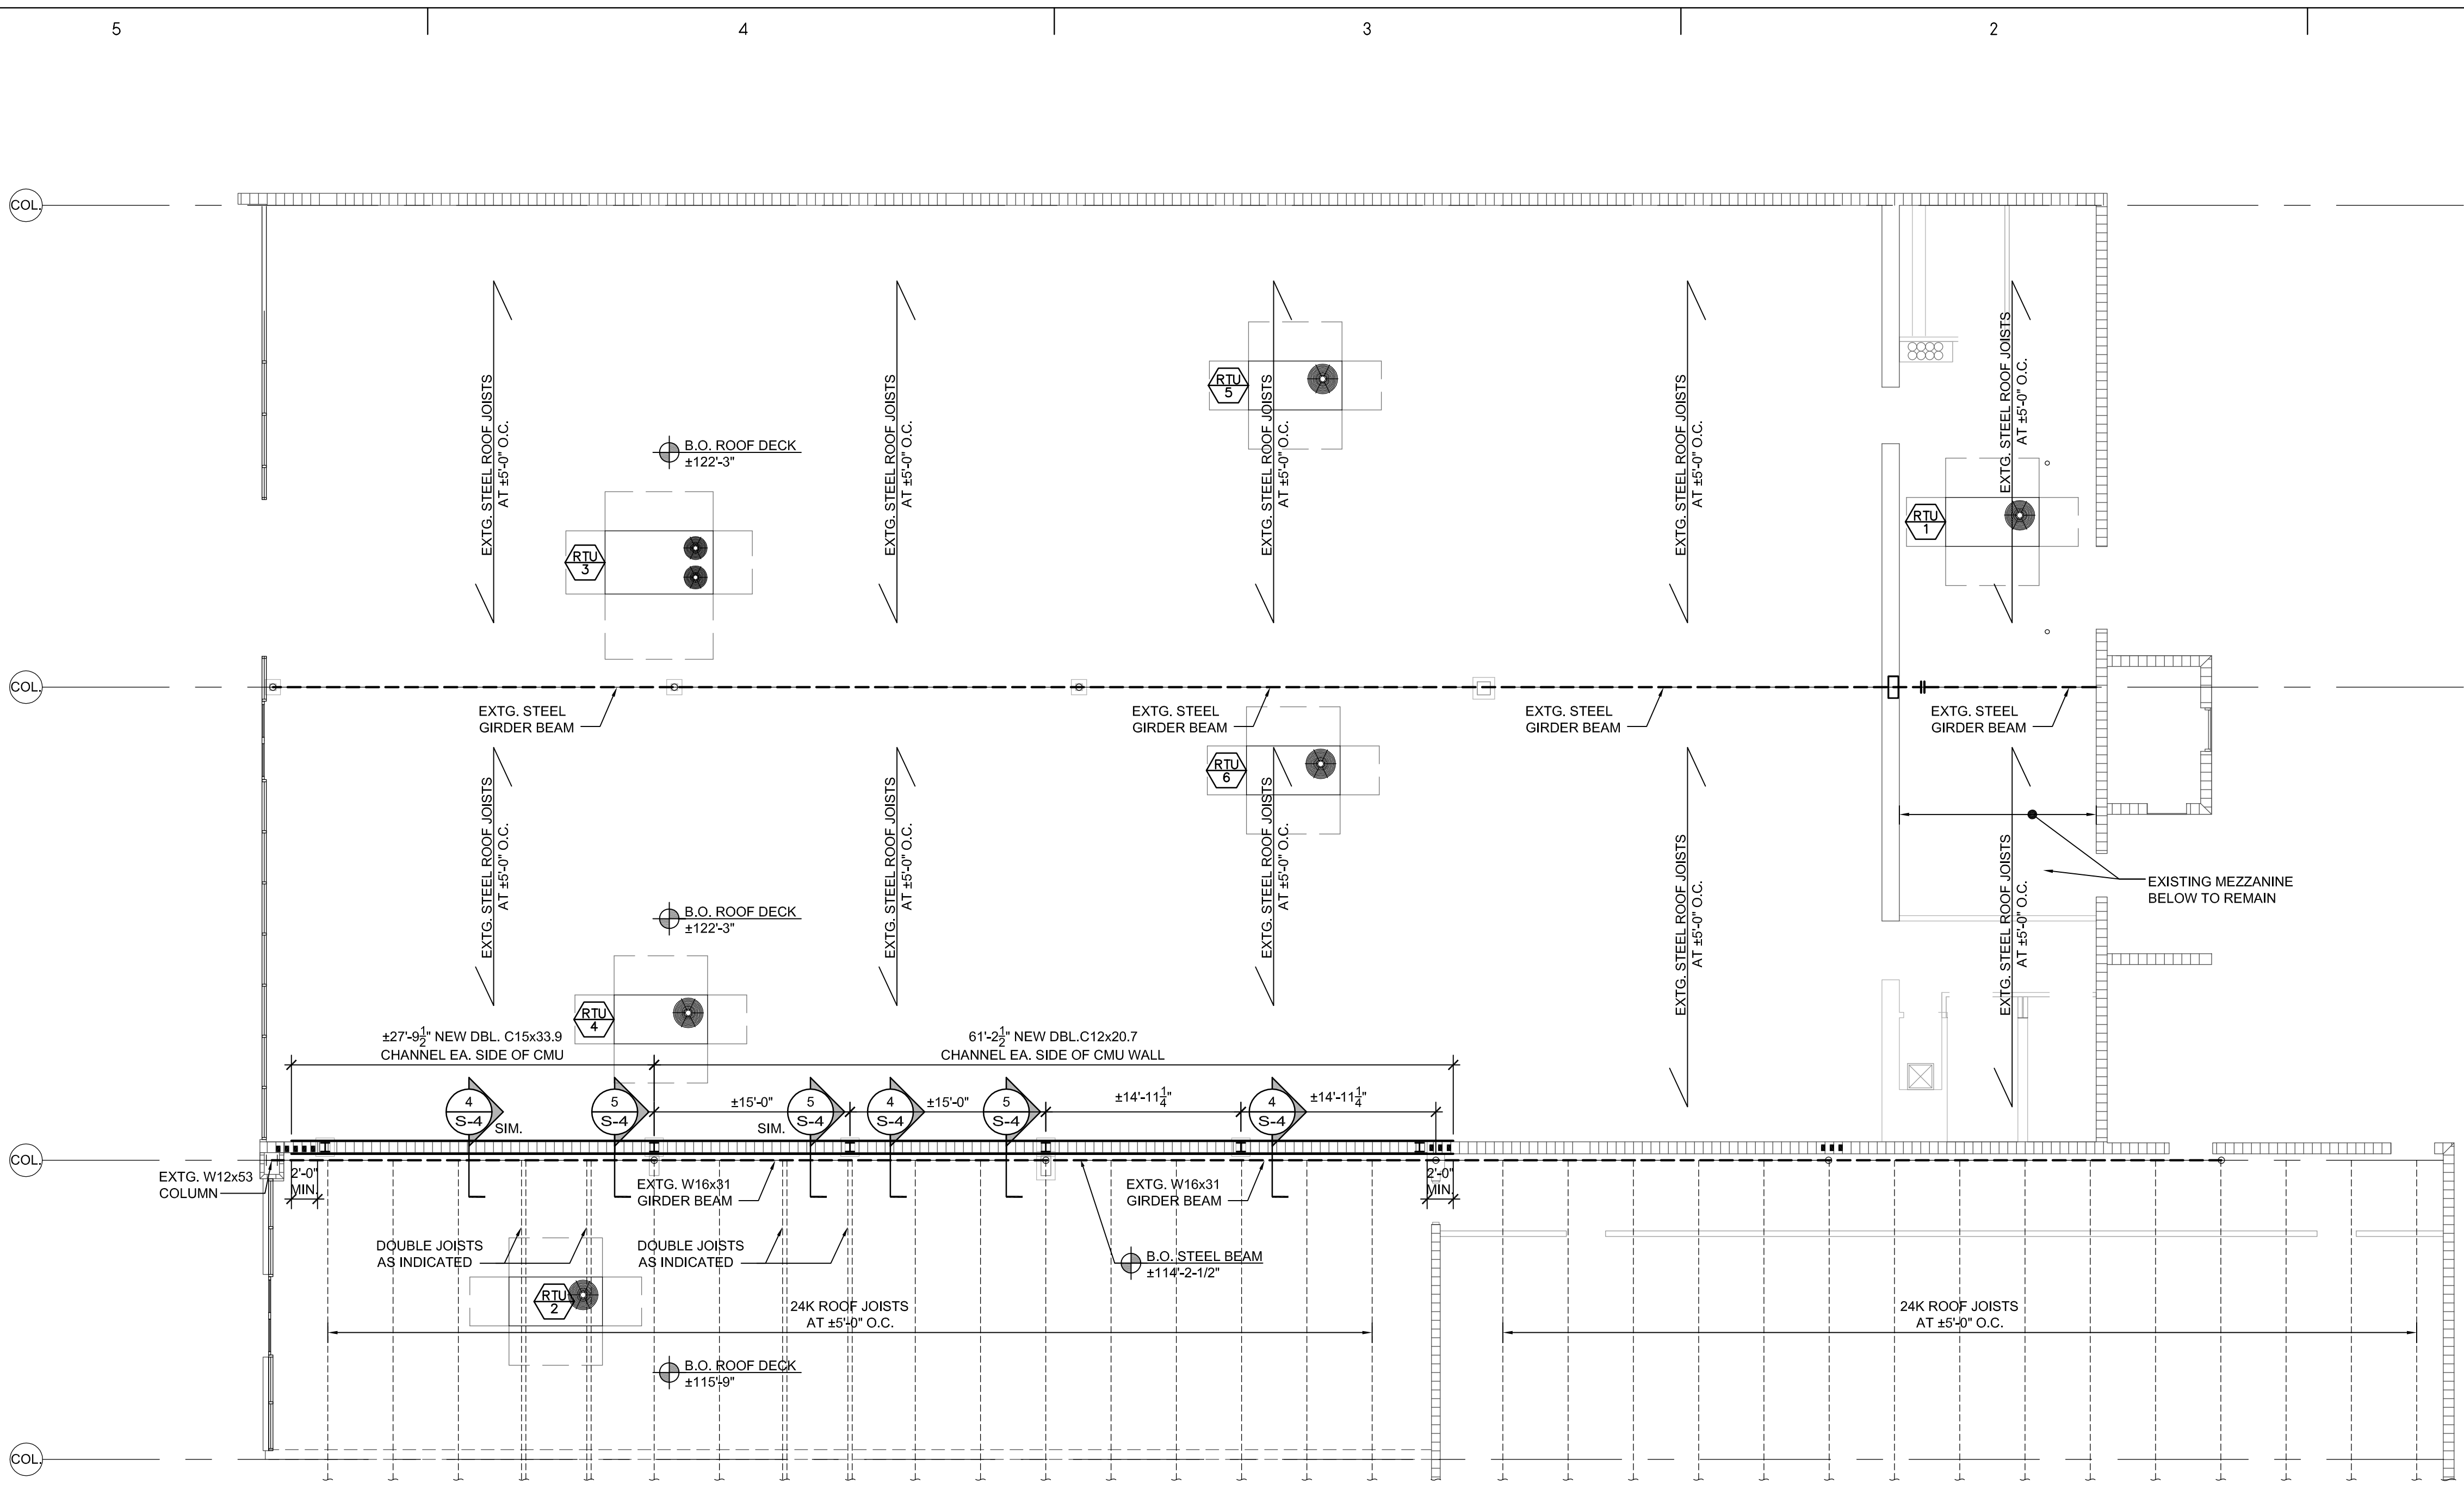 5
4
3
2
COL.
EXTG. STEEL ROOF JOISTS
AT ±5'-0" O.C.
EXTG. STEEL ROOF JOISTS
AT ±5'-0" O.C.
EXTG. STEEL ROOF JOISTS
AT ±5'-0" O.C.
EXTG. STEEL ROOF JOISTS
AT ±5'-0" O.C.
EXTG. STEEL ROOF JOISTS
AT ±5'-0" O.C.
RTU
5
B.O. ROOF DECK
±122'-3"
RTU
1
RTU
3
COL.
EXTG. STEEL
GIRDER BEAM
EXTG. STEEL
GIRDER BEAM
EXTG. STEEL
GIRDER BEAM
EXTG. STEEL
GIRDER BEAM
RTU
6
EXTG. STEEL ROOF JOISTS
AT ±5'-0" O.C.
EXTG. STEEL ROOF JOISTS
AT ±5'-0" O.C.
EXTG. STEEL ROOF JOISTS
AT ±5'-0" O.C.
EXTG. STEEL ROOF JOISTS
AT ±5'-0" O.C.
EXTG. STEEL ROOF JOISTS
AT ±5'-0" O.C.
EXISTING MEZZANINE
BELOW TO REMAIN
B.O. ROOF DECK
±122'-3"
RTU
4
±27'-9 1/2" NEW DBL. C15x33.9
CHANNEL EA. SIDE OF CMU
61'-2 1/2" NEW DBL.C12x20.7
CHANNEL EA. SIDE OF CMU WALL
4
S-4
SIM.
5
S-4
±15'-0"
SIM.
5
S-4
4
S-4
±15'-0"
5
S-4
±14'-11 1/4"
4
S-4
±14'-11 1/4"
COL.
EXTG. W12x53
COLUMN
2'-0"
MIN.
EXTG. W16x31
GIRDER BEAM
EXTG. W16x31
GIRDER BEAM
2'-0"
MIN.
DOUBLE JOISTS
AS INDICATED
DOUBLE JOISTS
AS INDICATED
B.O. STEEL BEAM
±114'-2-1/2"
RTU
2
24K ROOF JOISTS
AT ±5'-0" O.C.
24K ROOF JOISTS
AT ±5'-0" O.C.
B.O. ROOF DECK
±115'-9"
COL.